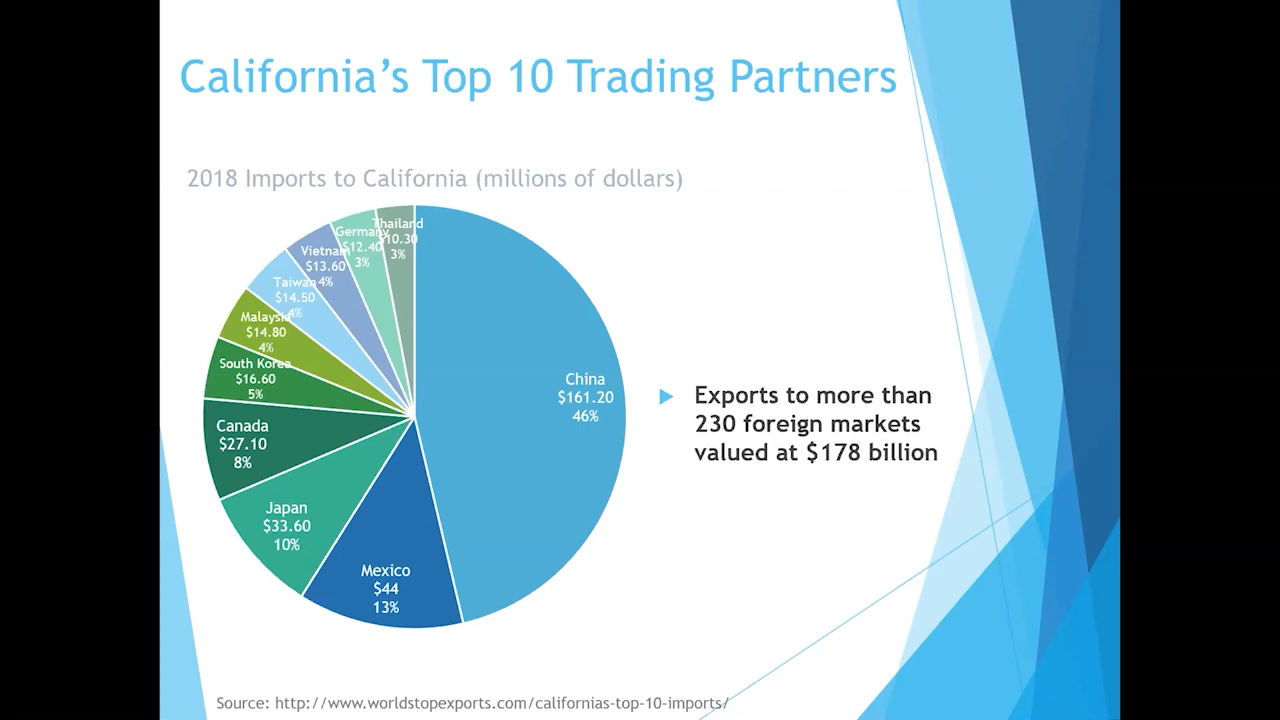 California’s Top 10 Trading Partners
2018 Imports to California (millions of dollars)
Thailand
$10.30
3%
Germany
$12.40
3%
Vietnam
$13.60
4%
Taiwan
$14.50
4%
Malaysia
$14.80
4%
South Korea
$16.60
5%
Canada
$27.10
8%
Japan
$33.60
10%
Mexico
$44
13%
China
$161.20
46%
Exports to more than
230 foreign markets
valued at $178 billion
Source: http://www.worldstopexports.com/californias-top-10-imports/